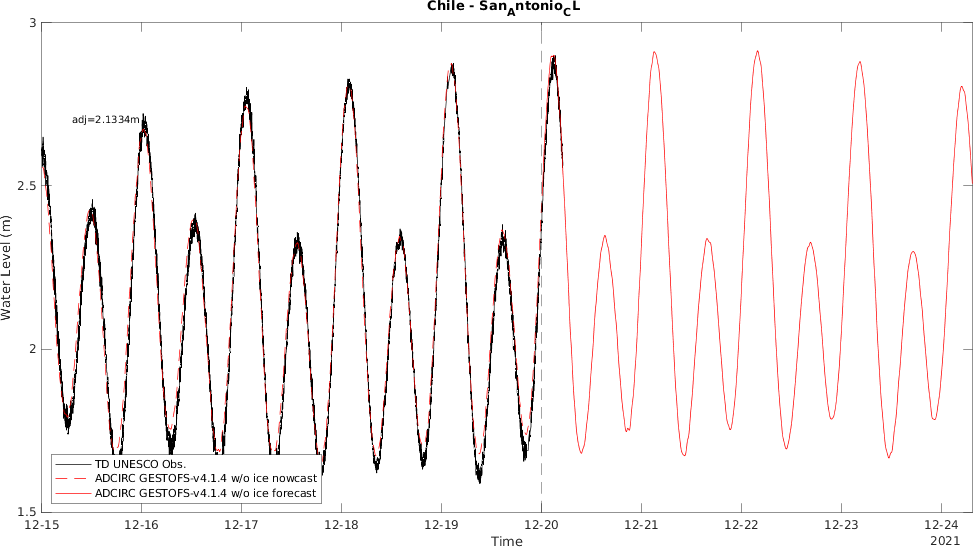 Chile - SanAntonioCL
3
adj=2.1334m
2.5
Water Level (m)
2
TD UNESCO Obs.
ADCIRC GESTOFS-v4.1.4 w/o ice nowcast
ADCIRC GESTOFS-v4.1.4 w/o ice forecast
1.5
12-15 12-16 12-17 12-18 12-19 12-20 12-21 12-22 12-23 12-24
Time 2021